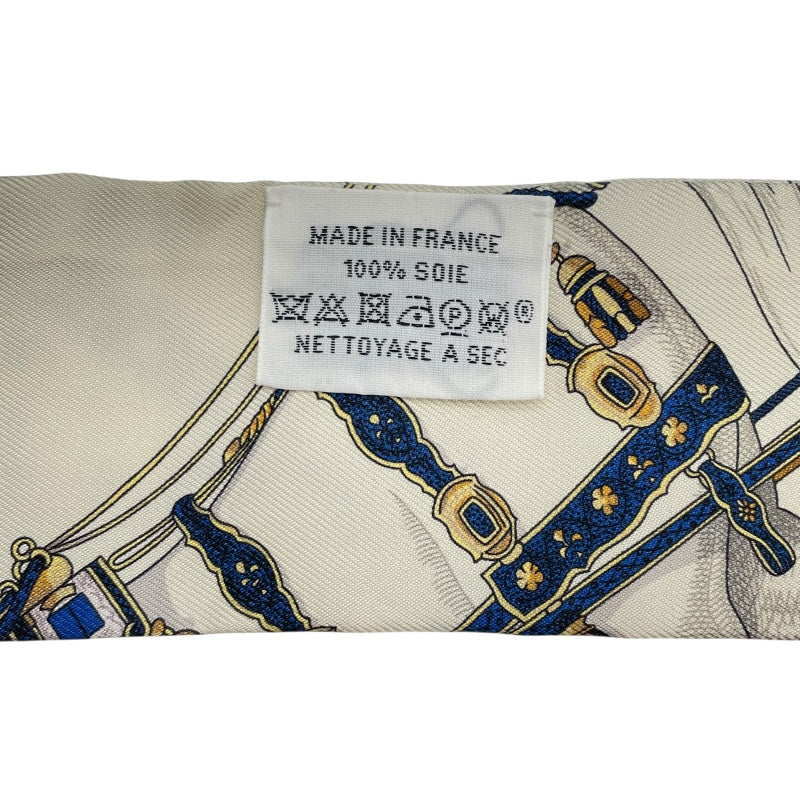 MADE IN FRANCE
100% SOIE
P W ®
NETTOYAGE A SEC